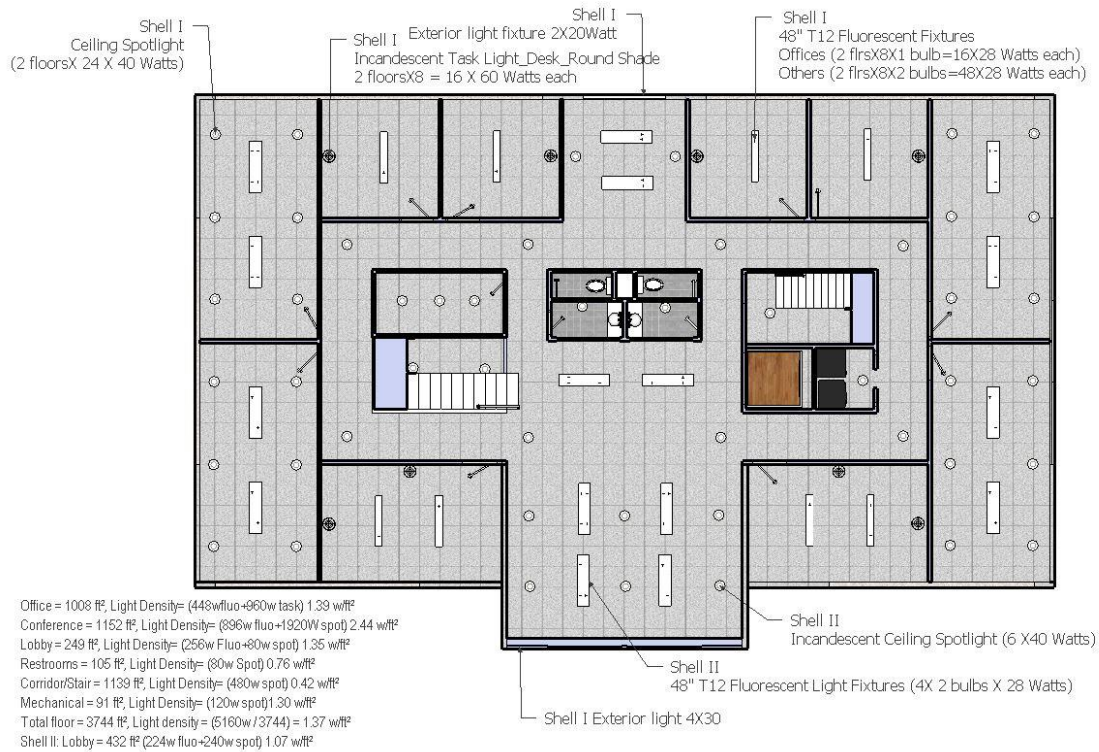 Shell I
Ceiling Spotlight
(2 floorsX 24 X 40 Watts)
Shell I
Exterior light fixture 2X20Watt
Shell I
Incandescent Task Light_Desk_Round Shade
2 floorsX8 = 16 X 60 Watts each
Shell I
48" T12 Fluorescent Fixtures
Offices (2 flrsX8X1 bulb=16X28 Watts each)
Others (2 flrsX8X2 bulbs=48X28 Watts each)
Shell II
Incandescent Ceiling Spotlight (6 X40 Watts)
Shell II
48" T12 Fluorescent Light Fixtures (4X 2 bulbs X 28 Watts)
Shell I Exterior light 4X30
Office = 1008 ft², Light Density= (448wfluo+960w task) 1.39 w/ft²
Conference = 1152 ft², Light Density= (896w fluo+1920W spot) 2.44 w/ft²
Lobby = 249 ft², Light Density= (256w Fluo+80w spot) 1.35 w/ft²
Restrooms = 105 ft², Light Density= (80w Spot) 0.76 w/ft²
Corridor/Stair = 1139 ft², Light Density= (480w spot) 0.42 w/ft²
Mechanical = 91 ft², Light Density= (120w spot)1.30 w/ft²
Total floor = 3744 ft², Light density = (5160w / 3744) = 1.37 w/ft²
Shell II: Lobby = 432 ft² (224w fluo+240w spot) 1.07 w/ft²